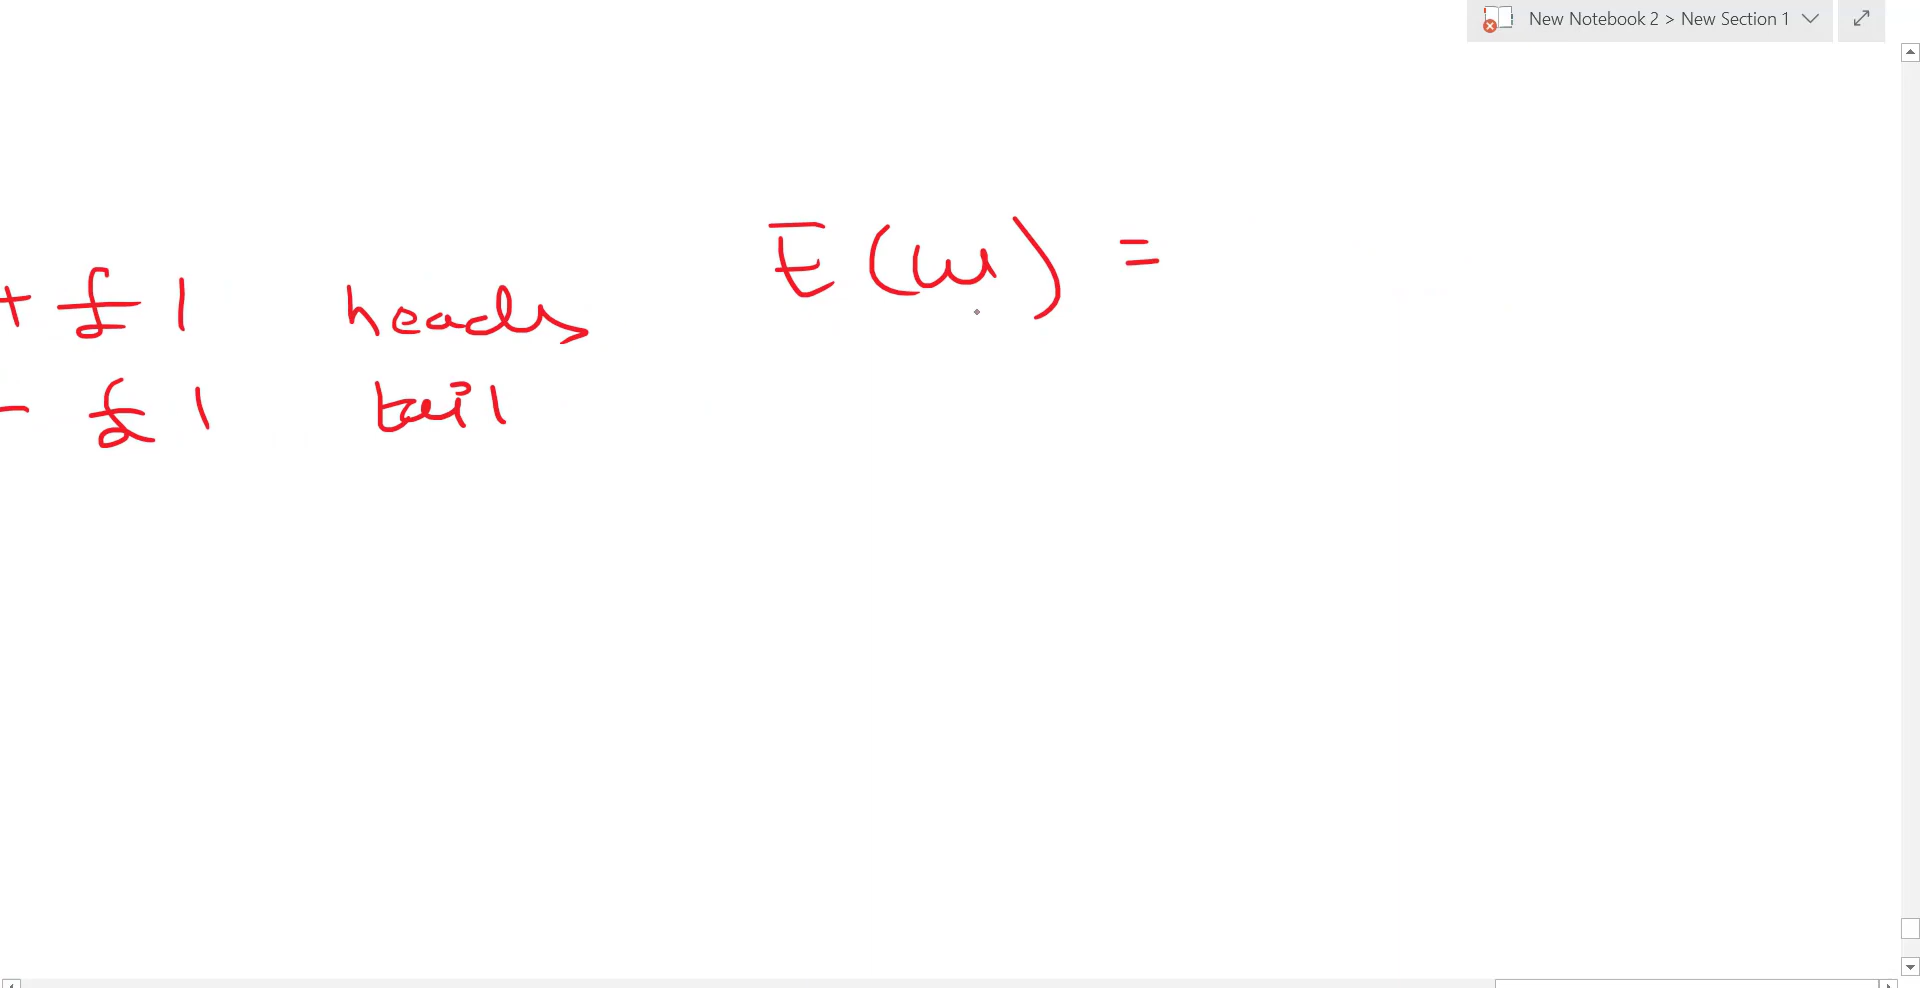 New Notebook 2 > New Section 1
E(w) =
+ £1 heads
- £1 tail